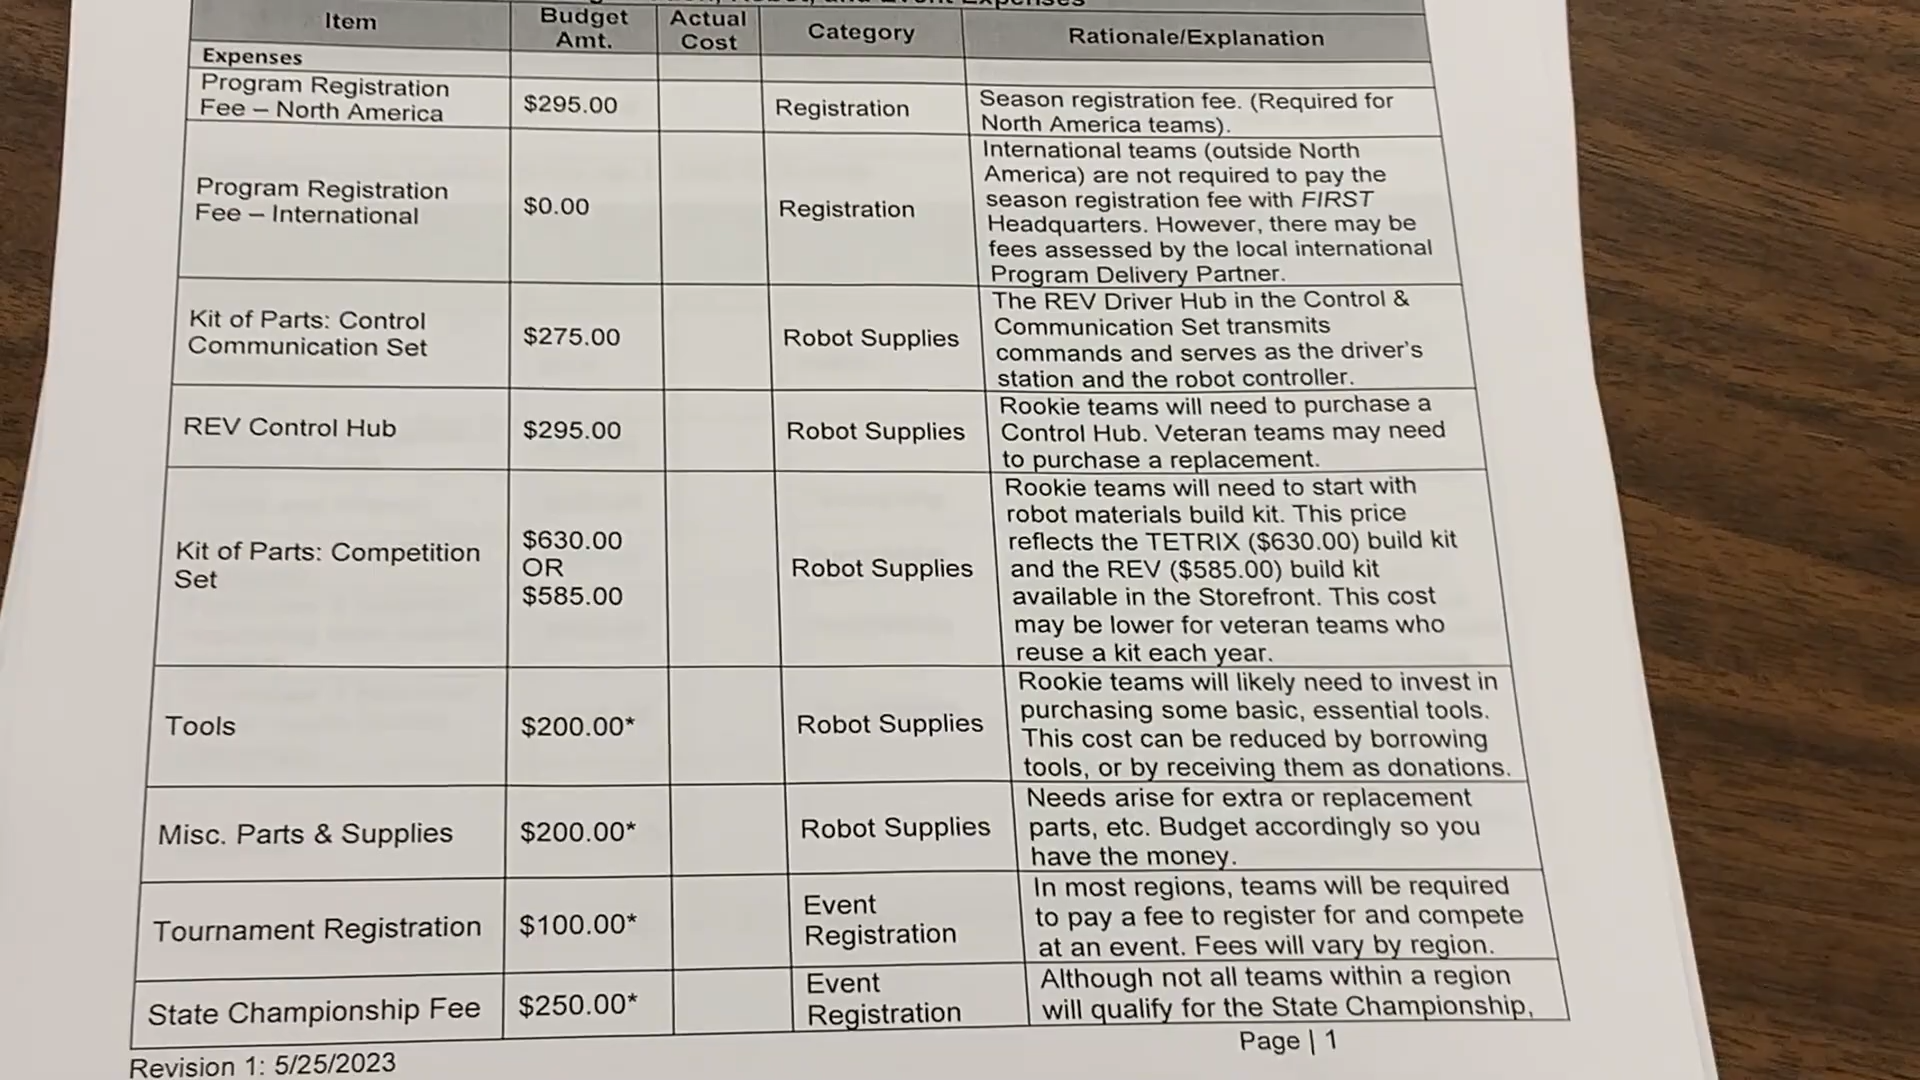 and Event Expenses
Item
Budget
Amt.
Actual
Cost
Category
Rationale/Explanation
Expenses
Program Registration
Fee – North America
$295.00
Registration
Season registration fee. (Required for
North America teams).
Program Registration
Fee – International
$0.00
Registration
International teams (outside North
America) are not required to pay the
season registration fee with FIRST
Headquarters. However, there may be
fees assessed by the local international
Program Delivery Partner.
Kit of Parts: Control
Communication Set
$275.00
Robot Supplies
The REV Driver Hub in the Control &
Communication Set transmits
commands and serves as the driver's
station and the robot controller.
REV Control Hub
$295.00
Robot Supplies
Rookie teams will need to purchase a
Control Hub. Veteran teams may need
to purchase a replacement.
Kit of Parts: Competition
Set
$630.00
OR
$585.00
Robot Supplies
Rookie teams will need to start with
robot materials build kit. This price
reflects the TETRIX ($630.00) build kit
and the REV ($585.00) build kit
available in the Storefront. This cost
may be lower for veteran teams who
reuse a kit each year.
Tools
$200.00*
Robot Supplies
Rookie teams will likely need to invest in
purchasing some basic, essential tools.
This cost can be reduced by borrowing
tools, or by receiving them as donations.
Misc. Parts & Supplies
$200.00*
Robot Supplies
Needs arise for extra or replacement
parts, etc. Budget accordingly so you
have the money.
Tournament Registration
$100.00*
Event
Registration
In most regions, teams will be required
to pay a fee to register for and compete
at an event. Fees will vary by region.
State Championship Fee
$250.00*
Event
Registration
Although not all teams within a region
will qualify for the State Championship,
Page | 1
Revision 1: 5/25/2023